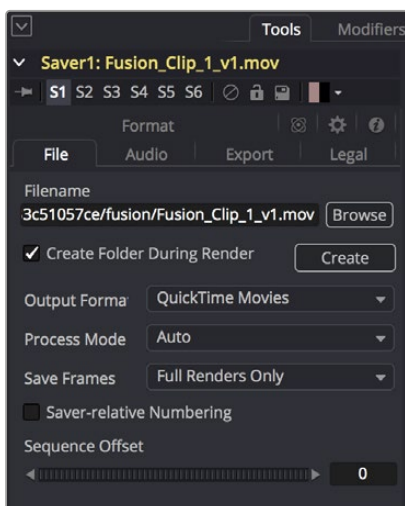 Tools Modifiers
Saver1: Fusion_Clip_1_v1.mov
S1 S2 S3 S4 S5 S6
Format
File Audio Export Legal
Filename
3c51057ce/fusion/Fusion_Clip_1_v1.mov Browse
Create Folder During Render Create
Output Forma QuickTime Movies
Process Mode Auto
Save Frames Full Renders Only
Saver-relative Numbering
Sequence Offset
0